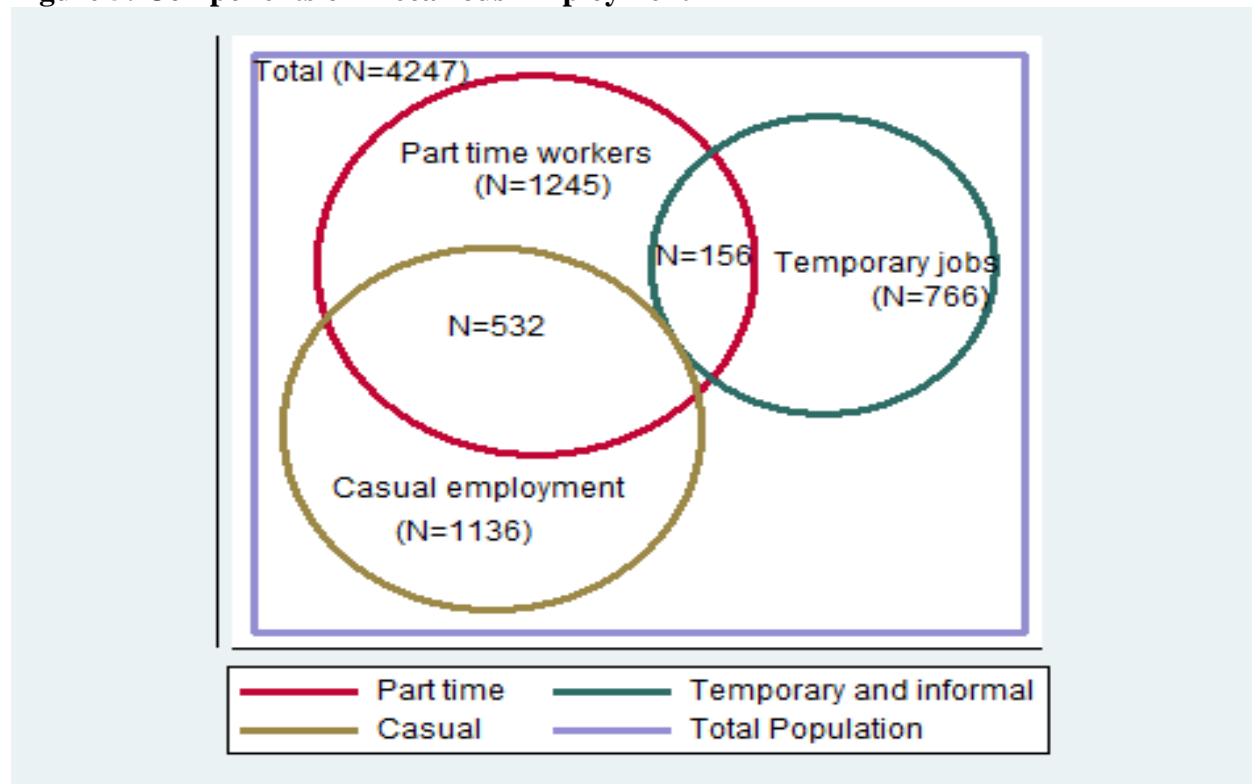 Total (N=4247)
Part time workers
(N=1245)
N=156
Temporary jobs
(N=766)
N=532
Casual employment
(N=1136)
Part time
Temporary and informal
Casual
Total Population